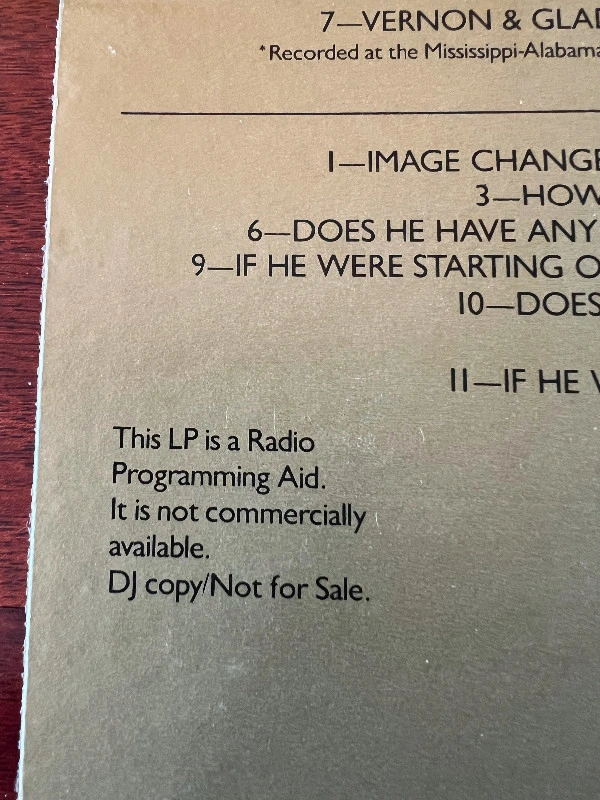 7—VERNON & GLAD
*Recorded at the Mississippi-Alabama
1—IMAGE CHANGE
3—HOW
6—DOES HE HAVE ANY
9—IF HE WERE STARTING O
10—DOES
11—IF HE
This LP is a Radio
Programming Aid.
It is not commercially
available.
DJ copy/Not for Sale.